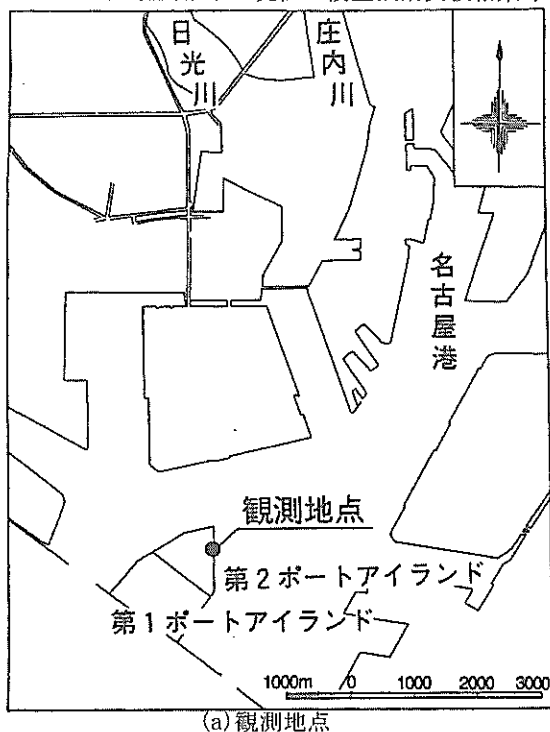 日光川
庄内川
名古屋港
観測地点
第2ポートアイランド
第1ポートアイランド
1000m 0 1000 2000 3000
(a)観測地点